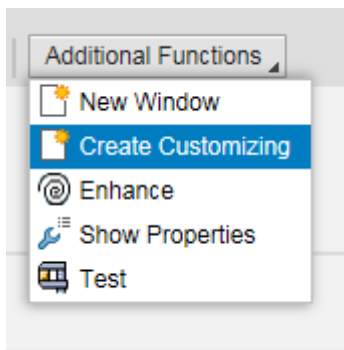 Additional Functions
New Window
Create Customizing
Enhance
Show Properties
Test